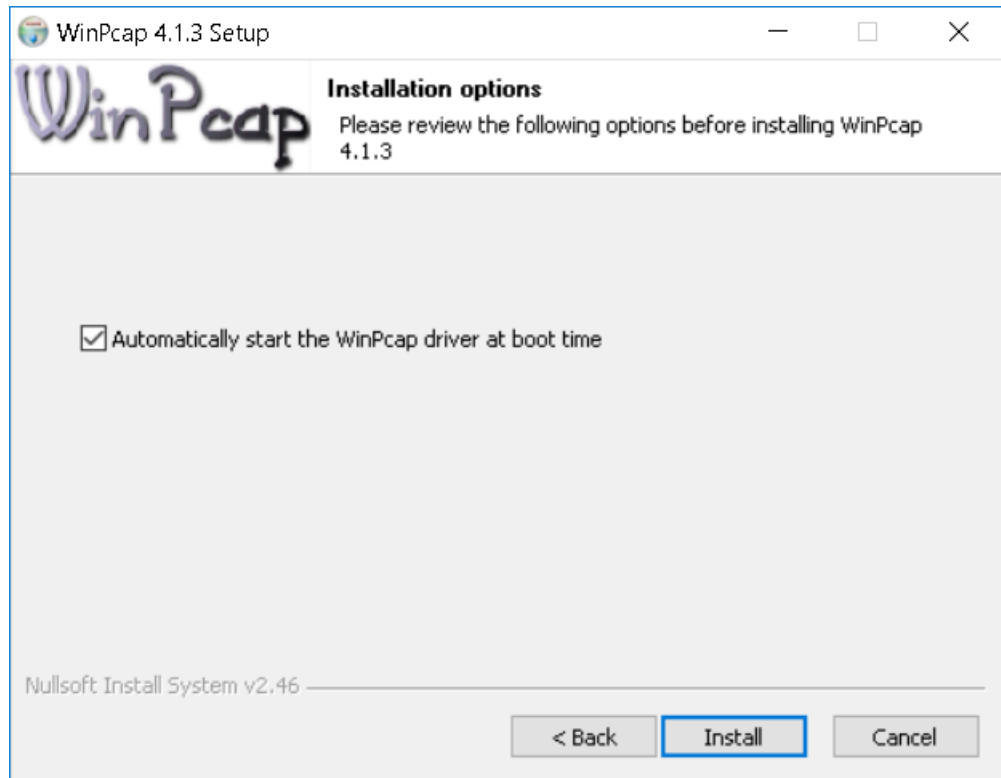 WinPcap 4.1.3 Setup
WinPcap
Installation options
Please review the following options before installing WinPcap
4.1.3
Automatically start the WinPcap driver at boot time
Nullsoft Install System v2.46
< Back
Install
Cancel